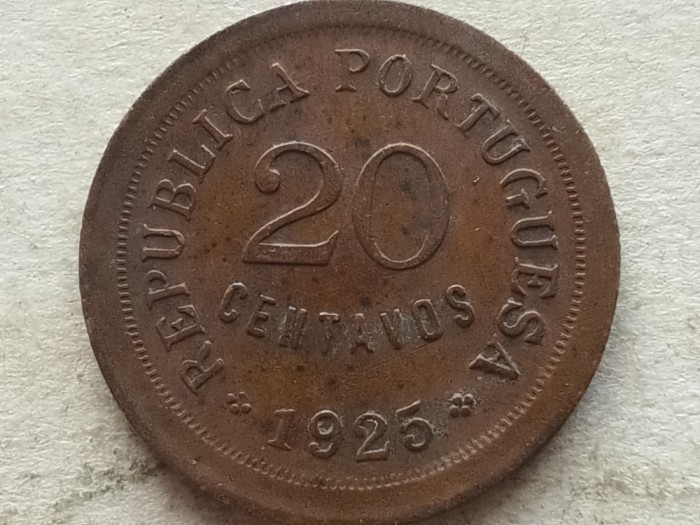 REPUBLICA PORTUGUESA
20
CENTAVOS
1925